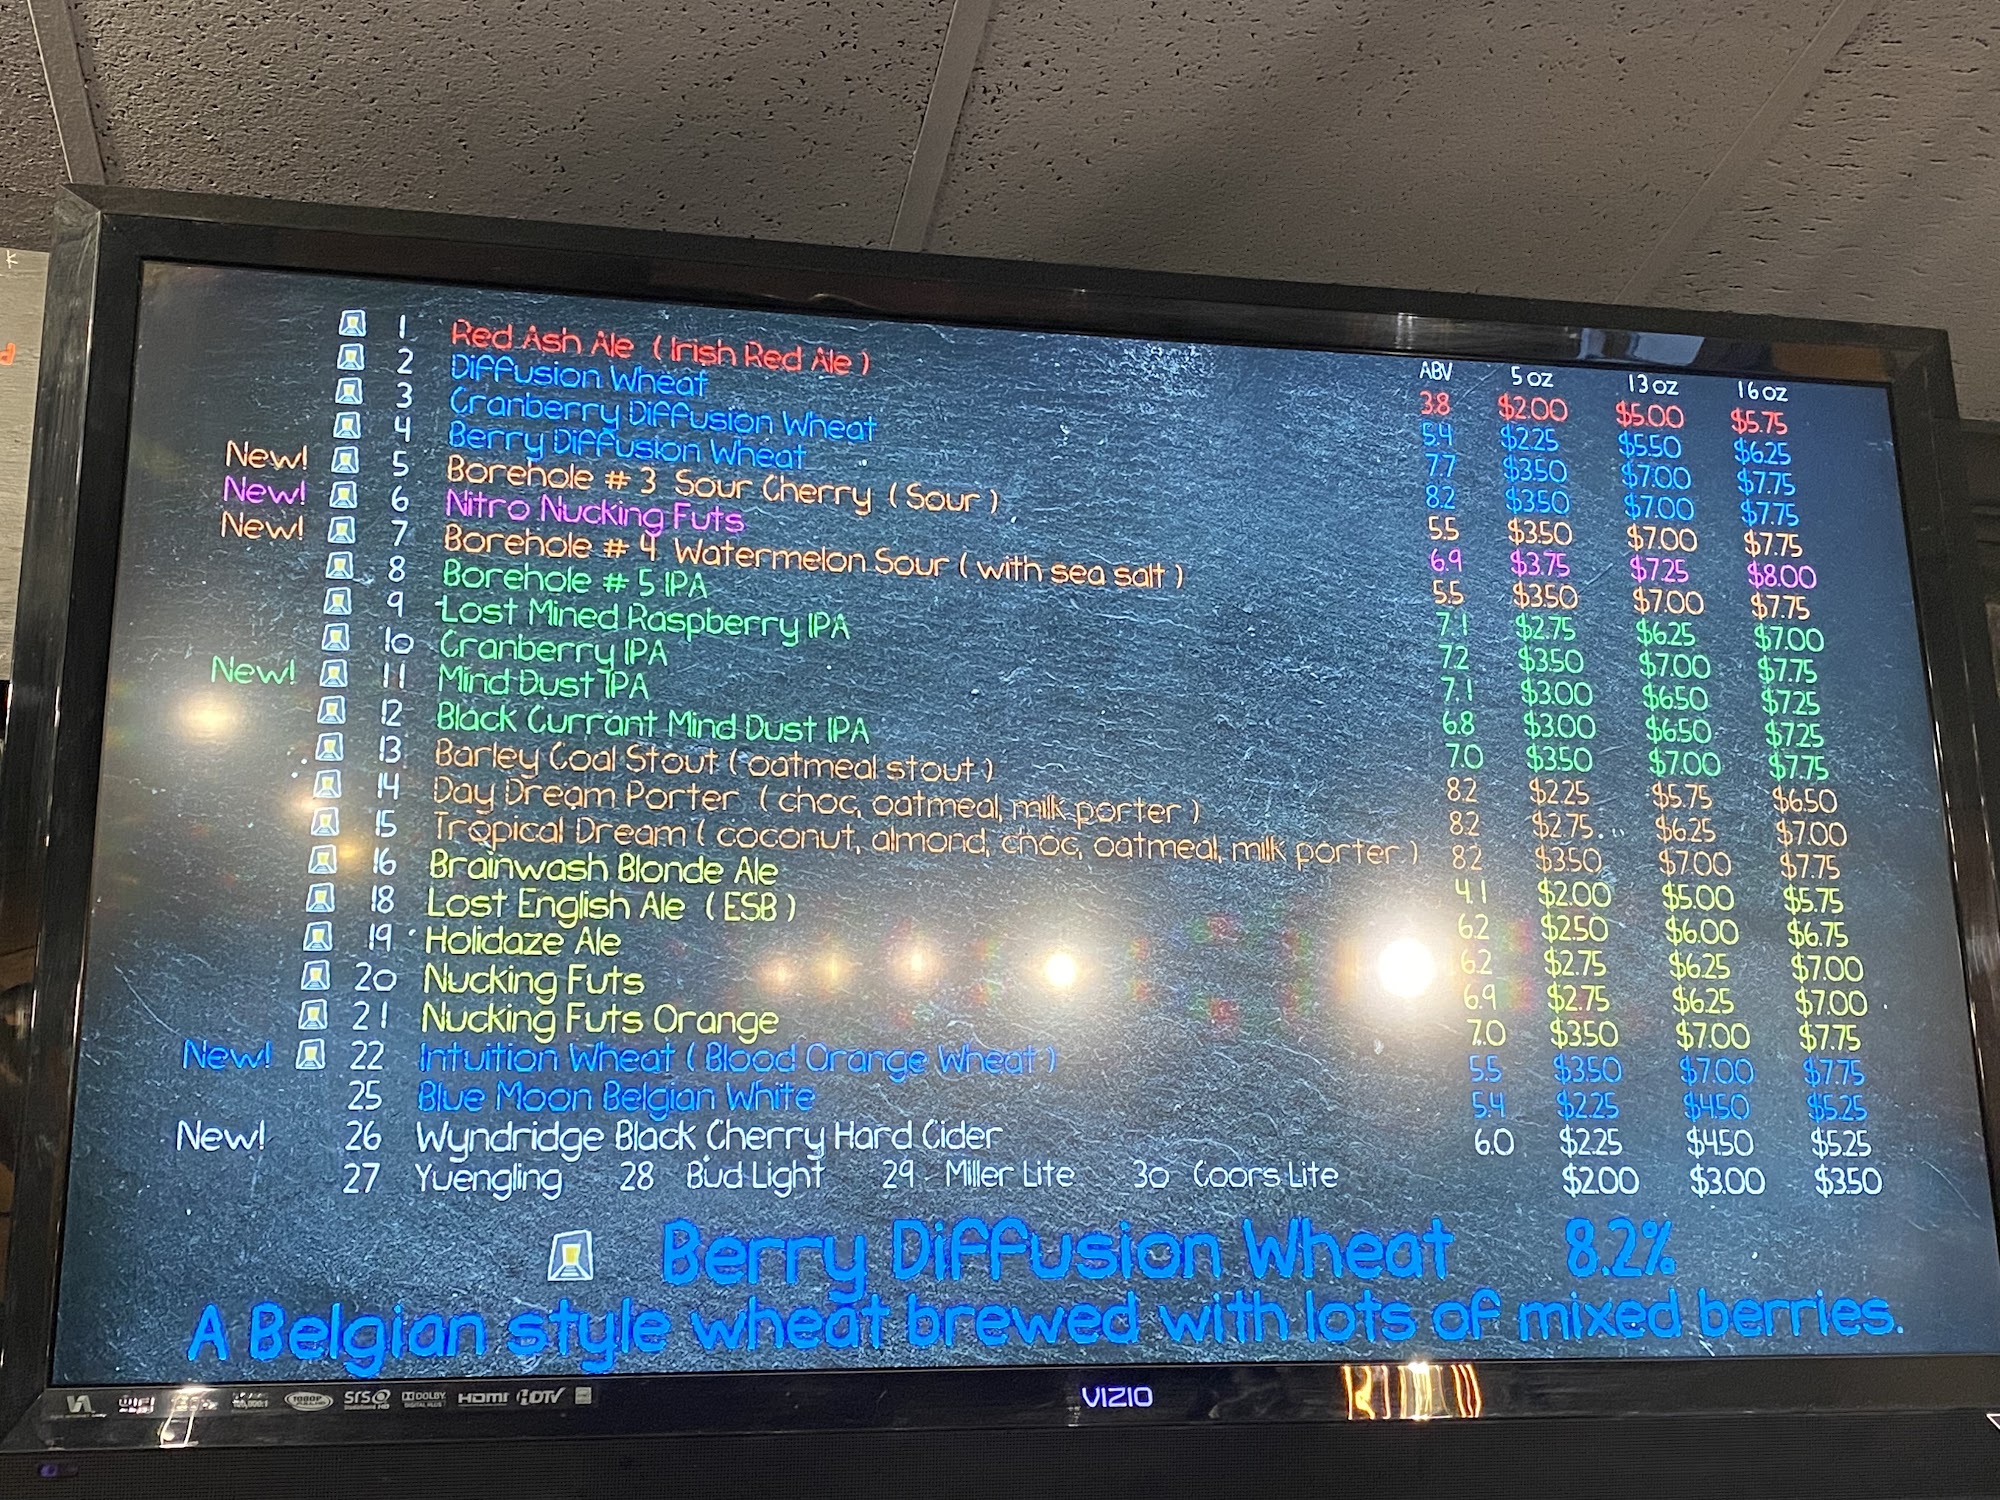 ABV 5 oz 13 oz 16 oz
1 Red Ash Ale (Irish Red Ale) 3.8 $2.00 $5.00 $5.75
2 Diffusion Wheat 5.4 $2.25 $5.50 $6.25
3 Cranberry Diffusion Wheat 7.7 $3.50 $7.00 $7.75
4 Berry Diffusion Wheat 8.2 $3.50 $7.00 $7.75
New! 5 Borehole # 3 Sour Cherry (Sour) 5.5 $3.50 $7.00 $7.75
New! 6 Nitro Nucking Futs 6.9 $3.75 $7.25 $8.00
New! 7 Borehole # 4 Watermelon Sour (with sea salt) 5.5 $3.50 $7.00 $7.75
8 Borehole # 5 IPA 7.1 $2.75 $6.25 $7.00
9 Lost Mined Raspberry IPA 7.2 $3.50 $7.00 $7.75
10 Cranberry IPA 7.1 $3.00 $6.50 $7.25
New! 11 Mind Dust IPA 6.8 $3.00 $6.50 $7.25
12 Black Currant Mind Dust IPA 7.0 $3.50 $7.00 $7.75
13 Barley Coal Stout (oatmeal stout) 8.2 $2.25 $5.75 $6.50
14 Day Dream Porter (choc, oatmeal, milk porter) 8.2 $2.75 $6.25 $7.00
15 Tropical Dream (coconut, almond, choc, oatmeal, milk porter) 8.2 $3.50 $7.00 $7.75
16 Brainwash Blonde Ale 4.1 $2.00 $5.00 $5.75
18 Lost English Ale (ESB) 6.2 $2.50 $6.00 $6.75
19 Holidaze Ale 6.2 $2.75 $6.25 $7.00
20 Nucking Futs 6.9 $2.75 $6.25 $7.00
21 Nucking Futs Orange 7.0 $3.50 $7.00 $7.75
New! 22 Intuition Wheat (Blood Orange Wheat) 5.5 $3.50 $7.00 $7.75
25 Blue Moon Belgian White 5.4 $2.25 $4.50 $5.25
New! 26 Wyndridge Black Cherry Hard Cider 6.0 $2.25 $4.50 $5.25
27 Yuengling 28 Bud Light 29 Miller Lite 30 Coors Lite $2.00 $3.00 $3.50
Berry Diffusion Wheat 8.2%
A Belgian style wheat brewed with lots of mixed berries.
1080P SRS DOLBY DIGITAL PLUS HDMI HDTV VIZIO